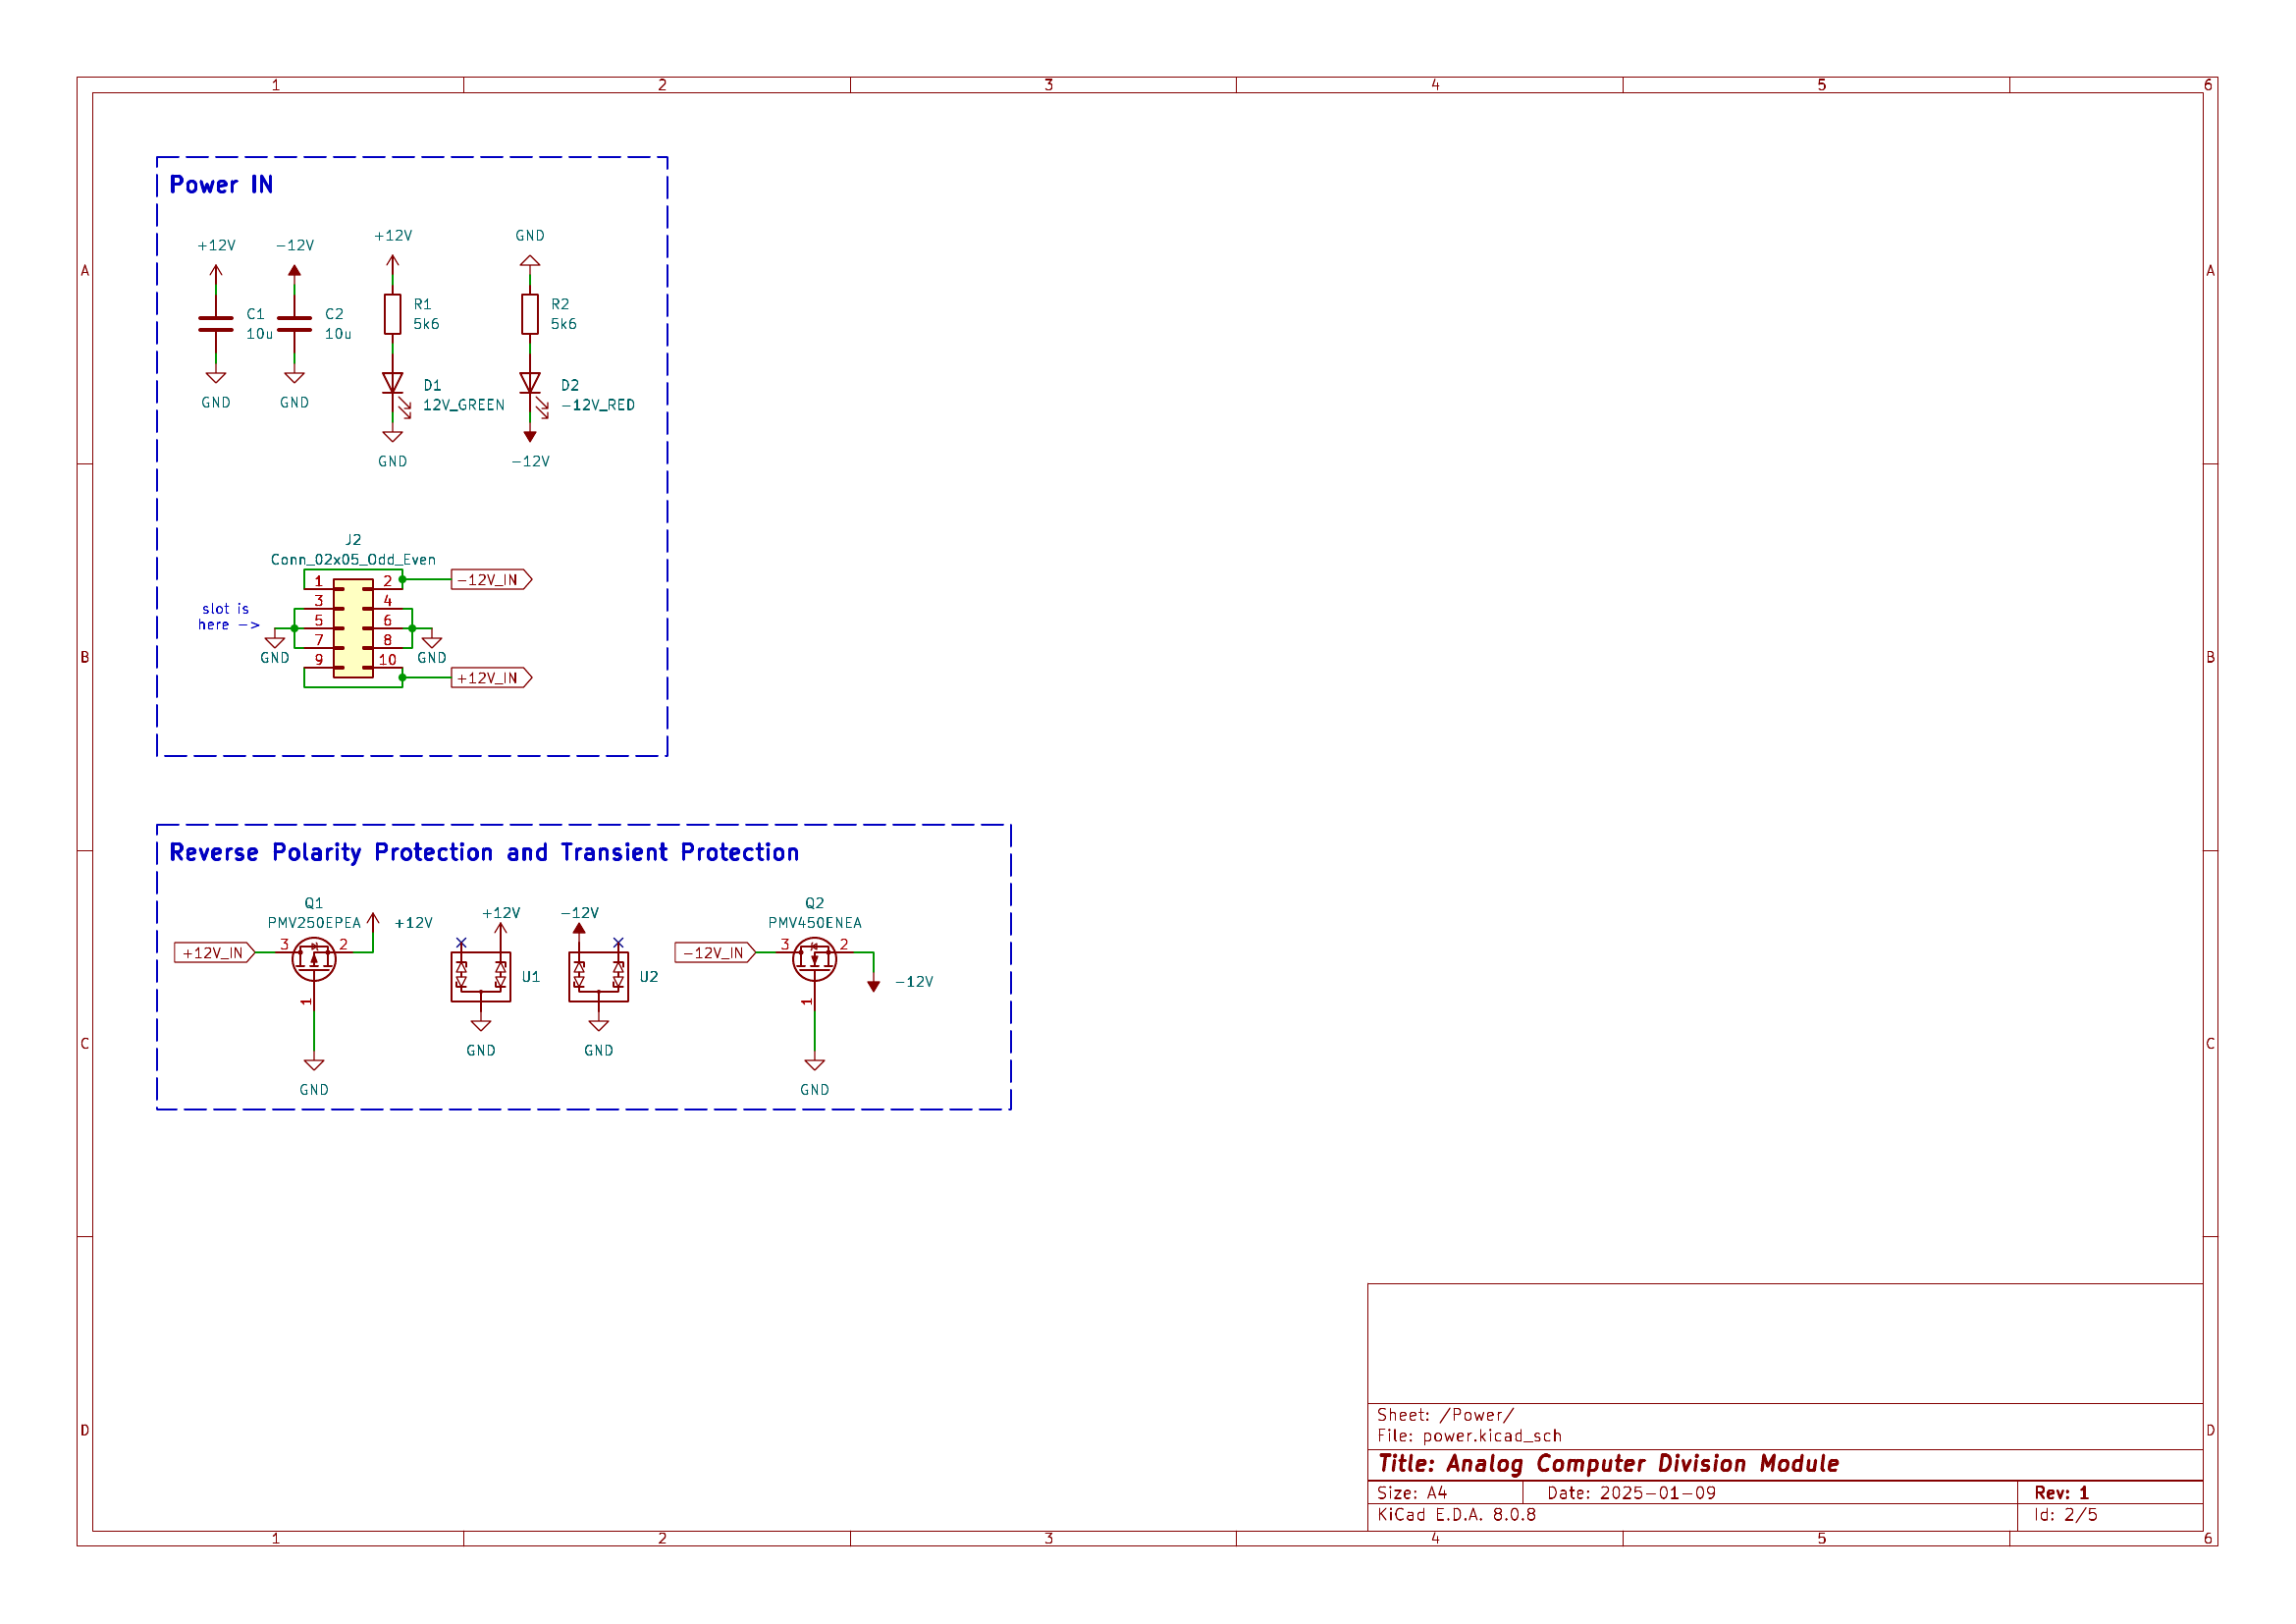 1 2 3 4 5 6
A A
B B
C C
D D
Power IN
+12V
-12V
+12V
GND
C1
10u
C2
10u
R1
5k6
R2
5k6
D1
12V_GREEN
D2
-12V_RED
GND
GND
GND
-12V
J2
Conn_02x05_Odd_Even
1 2
3 4
5 6
7 8
9 10
-12V_IN
slot is
here ->
GND
GND
+12V_IN
Reverse Polarity Protection and Transient Protection
Q1
PMV250EPEA
+12V
+12V_IN
3 2
1
GND
+12V
U1
GND
-12V
U2
GND
Q2
PMV450ENEA
-12V_IN
3 2
1
-12V
GND
Sheet: /Power/
File: power.kicad_sch
Title: Analog Computer Division Module
Size: A4
Date: 2025-01-09
Rev: 1
KiCad E.D.A. 8.0.8
Id: 2/5
1 2 3 4 5 6